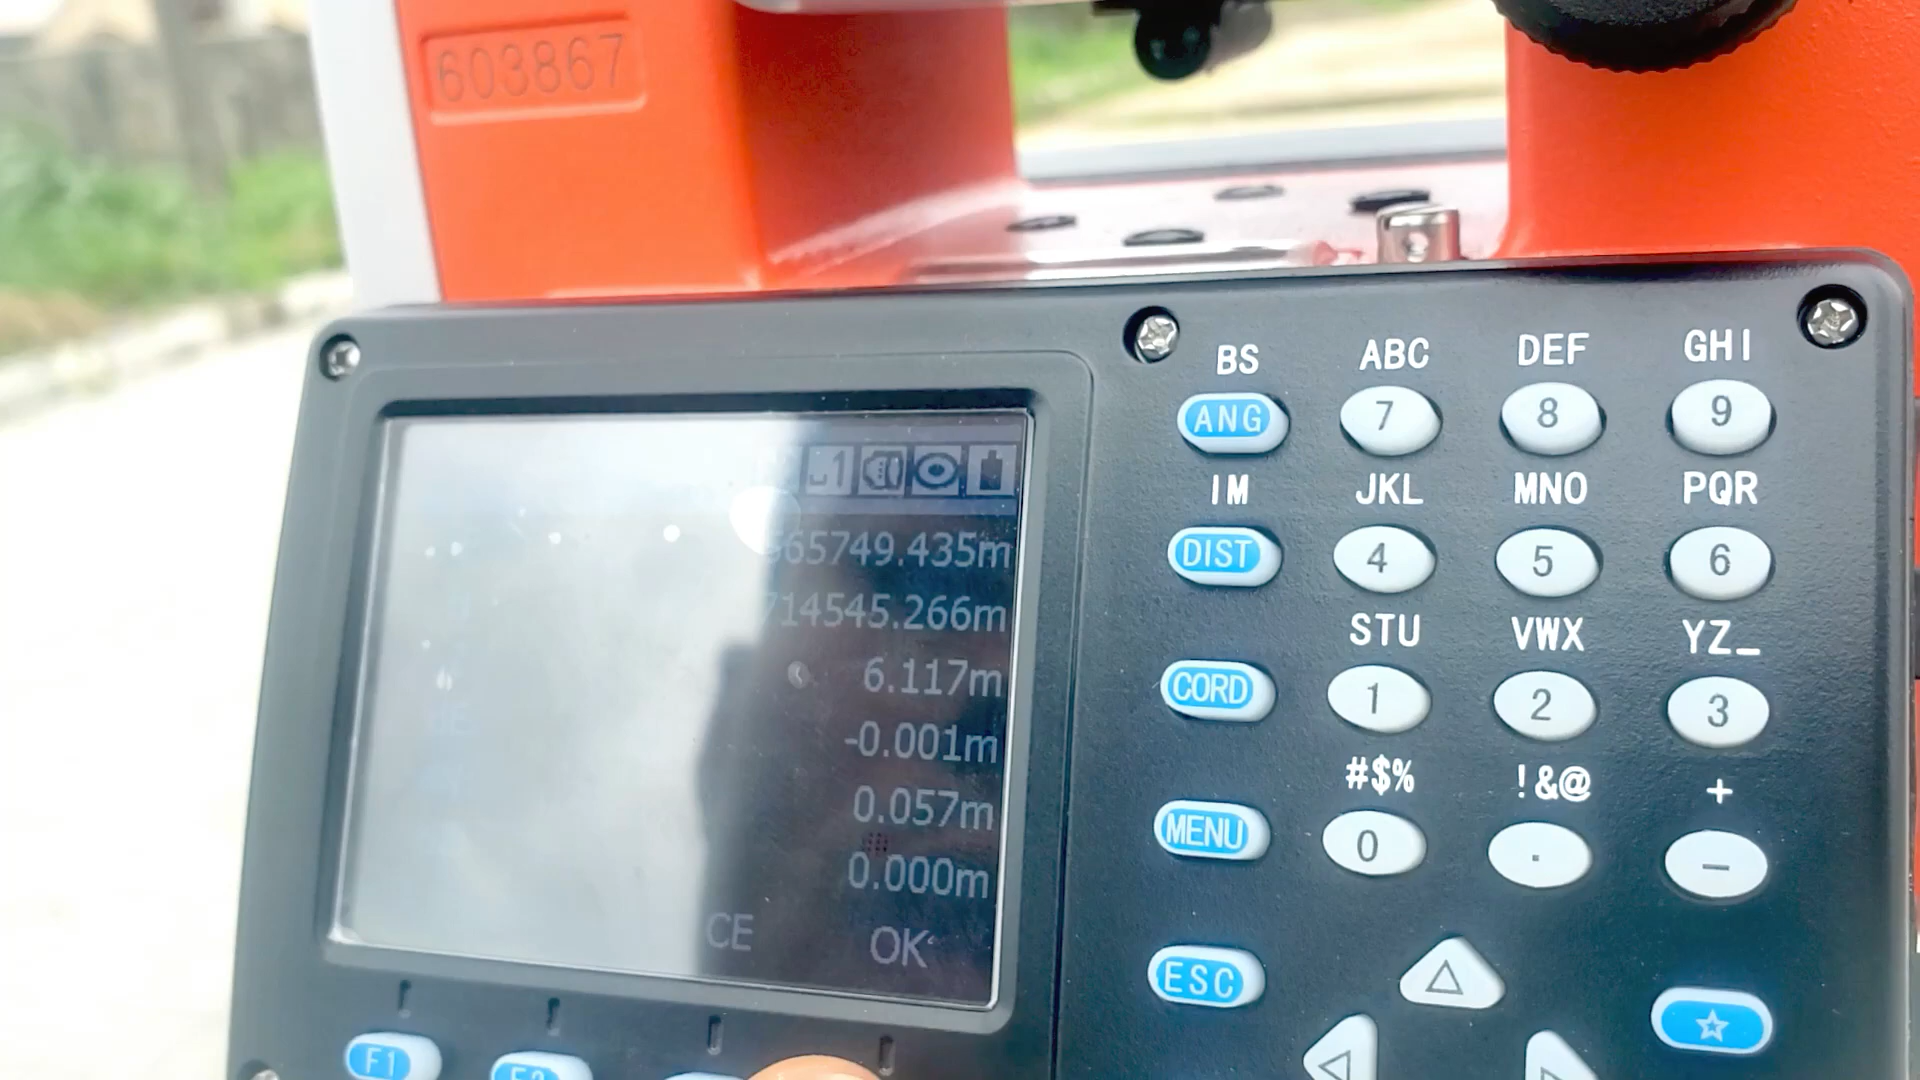 603867
65749.435m
714545.266m
6.117m
-0.001m
0.057m
0.000m
CE OK
BS ABC DEF GHI
ANG 7 8 9
IM JKL MNO PQR
DIST 4 5 6
STU VWX YZ_
CORD 1 2 3
#$% !&@ +
MENU 0 . -
ESC
F1